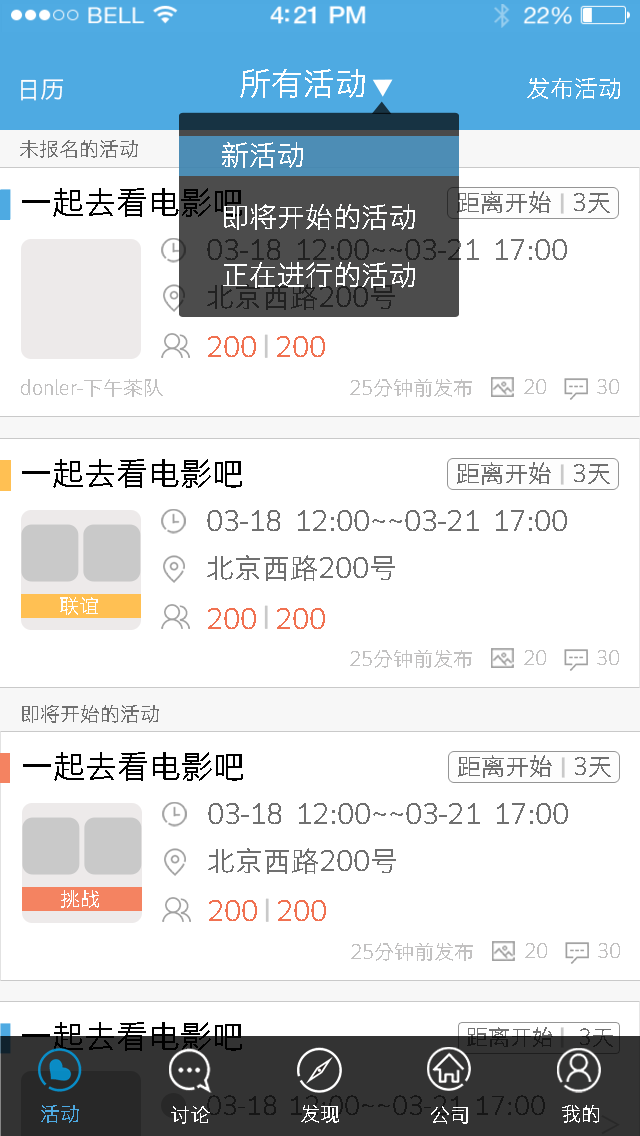 BELL 4:21 PM 22%
日历 所有活动 发布活动
新活动
即将开始的活动
正在进行的活动
未报名的活动
一起去看电影吧 距离开始 | 3天
03-18 12:00~~03-21 17:00
北京西路200号
200 | 200
donler-下午茶队 25分钟前发布 20 30
一起去看电影吧 距离开始 | 3天
03-18 12:00~~03-21 17:00
北京西路200号
联谊
200 | 200
25分钟前发布 20 30
即将开始的活动
一起去看电影吧 距离开始 | 3天
03-18 12:00~~03-21 17:00
北京西路200号
挑战
200 | 200
25分钟前发布 20 30
一起去看电影吧 距离开始 | 3天
03-18 12:00~~03-21 17:00
活动 讨论 发现 公司 我的